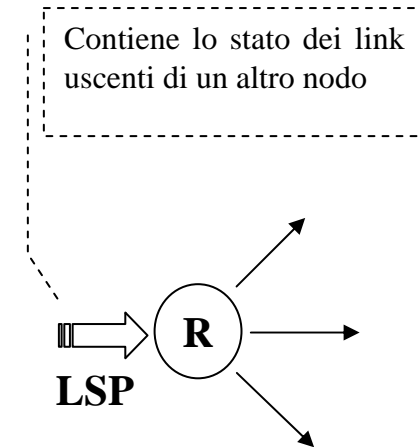 Contiene lo stato dei link
uscenti di un altro nodo
R
LSP